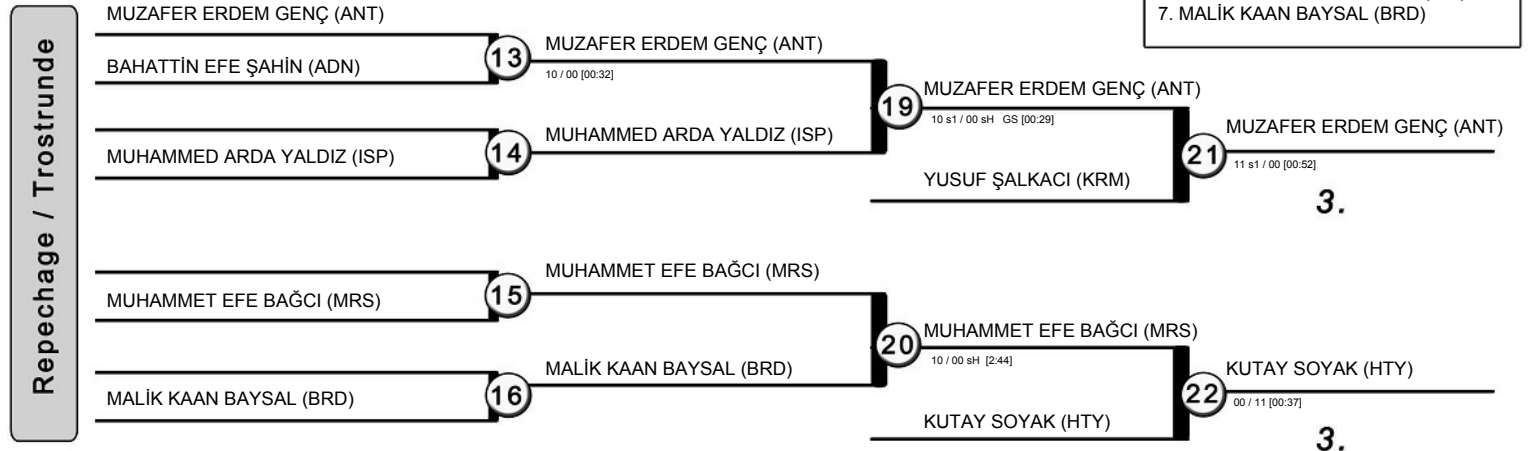 MUZAFER ERDEM GENÇ (ANT)
7. MALİK KAAN BAYSAL (BRD)
Repechage / Trostrunde
BAHATTİN EFE ŞAHİN (ADN)
13
MUZAFER ERDEM GENÇ (ANT)
10 / 00 [00:32]
MUHAMMED ARDA YALDIZ (ISP)
14
MUHAMMED ARDA YALDIZ (ISP)
19
MUZAFER ERDEM GENÇ (ANT)
10 s1 / 00 sH GS [00:29]
YUSUF ŞALKACI (KRM)
21
MUZAFER ERDEM GENÇ (ANT)
11 s1 / 00 [00:52]
3.
MUHAMMET EFE BAĞCI (MRS)
15
MUHAMMET EFE BAĞCI (MRS)
MALİK KAAN BAYSAL (BRD)
16
MALİK KAAN BAYSAL (BRD)
20
MUHAMMET EFE BAĞCI (MRS)
10 / 00 sH [2:44]
KUTAY SOYAK (HTY)
22
KUTAY SOYAK (HTY)
00 / 11 [00:37]
3.